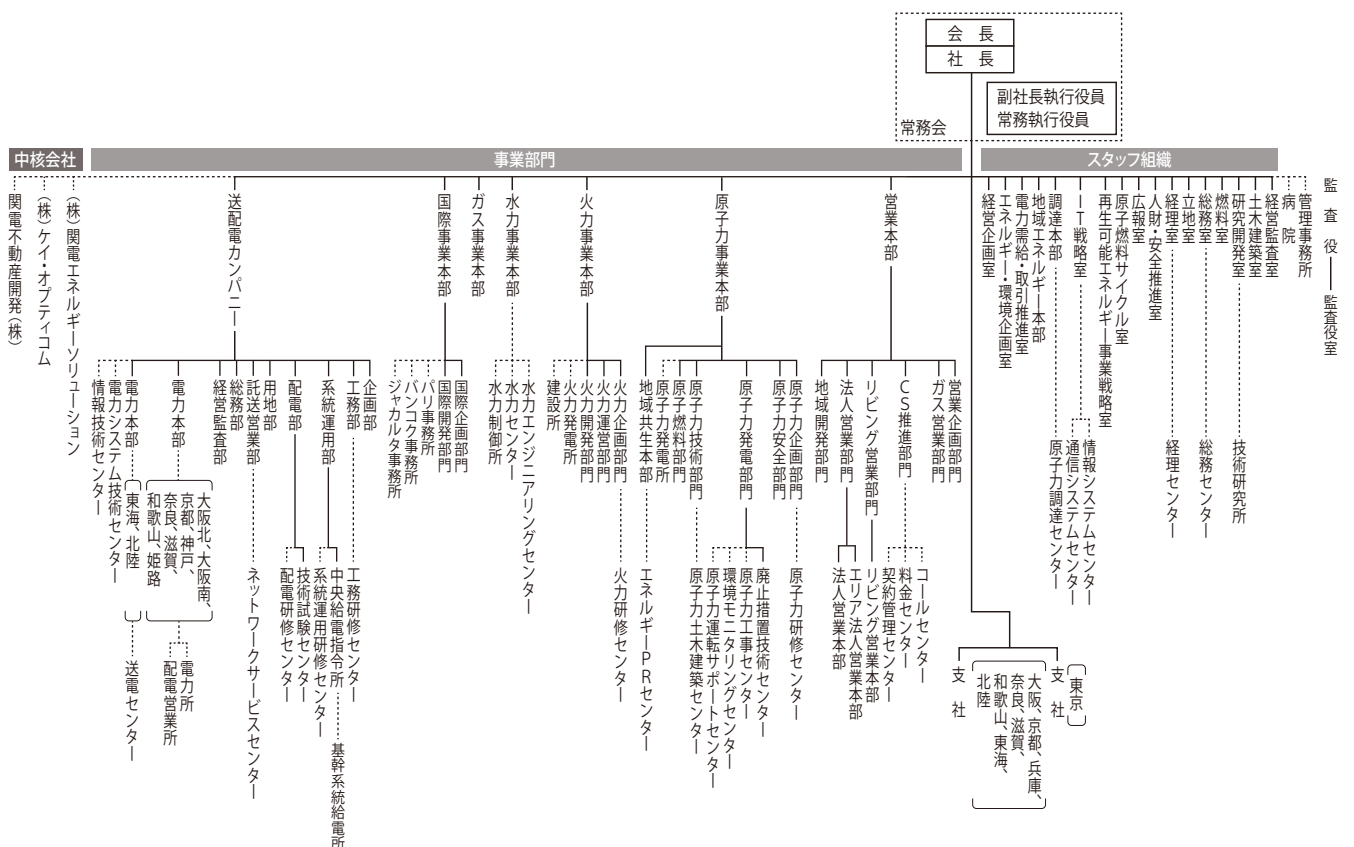 会 長
社 長
副社長執行役員
常務執行役員
常務会
中核会社
事業部門
スタッフ組織
関電不動産開発(株)
(株)ケイ・オプティコム
(株)関電エネルギーソリューション
送配電カンパニー
国際事業本部
ガス事業本部
水力事業本部
火力事業本部
原子力事業本部
営業本部
経営企画室
エネルギー・環境企画室
電力需給・取引推進室
地域エネルギー本部
調達本部
IT戦略室
再生可能エネルギー事業戦略室
原子燃料サイクル室
広報室
人財・安全推進室
経理室
立地室
総務室
燃料室
研究開発室
土木建築室
経営監査室
病 院
管理事務所
監 査 役
監査役室
情報技術センター
電力システム技術センター
電力本部
電力本部
経営監査部
総務部
託送営業部
用地部
配電部
系統運用部
工務部
企画部
ジャカルタ事務所
バンコク事務所
パリ事務所
国際開発部門
国際企画部門
水力制御所
水力センター
水力エンジニアリングセンター
建設所
火力発電所
火力開発部門
火力運営部門
火力企画部門
地域共生本部
原子力発電所
原子燃料部門
原子力技術部門
原子力発電部門
原子力安全部門
原子力企画部門
地域開発部門
法人営業部門
リビング営業部門
CS推進部門
ガス営業部門
営業企画部門
原子力調達センター
通信システムセンター
情報システムセンター
経理センター
総務センター
技術研究所
東海、北陸
和歌山、姫路
奈良、滋賀、
京都、神戸、
大阪北、大阪南、
送電センター
配電営業所
電力所
ネットワークサービスセンター
配電研修センター
技術試験センター
系統運用研修センター
中央給電指令所
基幹系統給電所
工務研修センター
火力研修センター
エネルギーPRセンター
原子力土木建築センター
原子力運転サポートセンター
環境モニタリングセンター
原子力工事センター
廃止措置技術センター
原子力研修センター
法人営業本部
エリア法人営業本部
リビング営業本部
契約管理センター
料金センター
コールセンター
支 社
北陸
和歌山、東海、
奈良、滋賀、
大阪、京都、兵庫、
支 社
東京